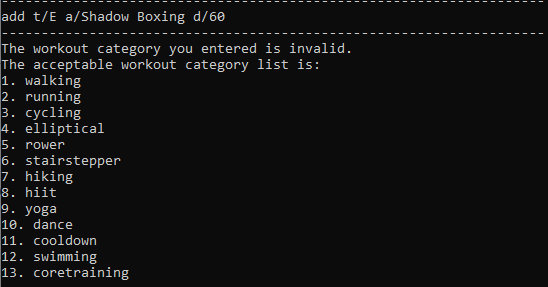 --------------------------------------------------------------------
add t/E a/Shadow Boxing d/60
--------------------------------------------------------------------
The workout category you entered is invalid.
The acceptable workout category list is:
1. walking
2. running
3. cycling
4. elliptical
5. rower
6. stairstepper
7. hiking
8. hiit
9. yoga
10. dance
11. cooldown
12. swimming
13. coretraining